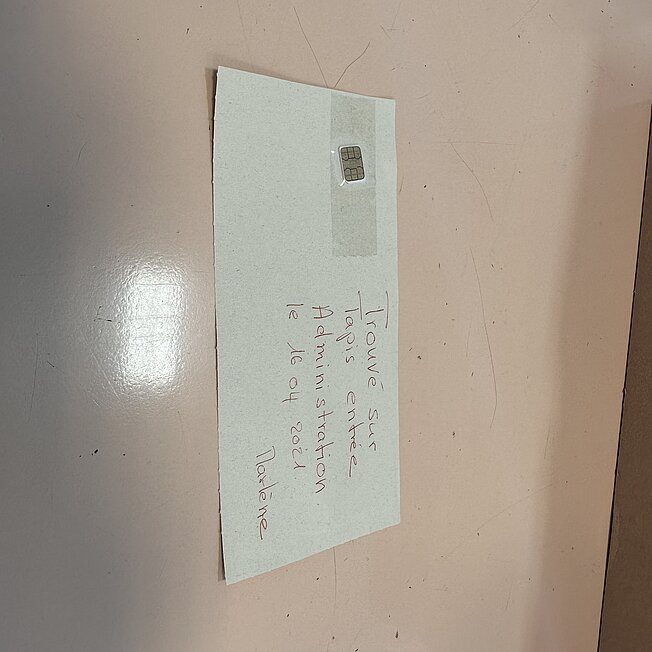 Trouvé sur
Tapis entrée
Administration
le 16 04 2021
Marlène